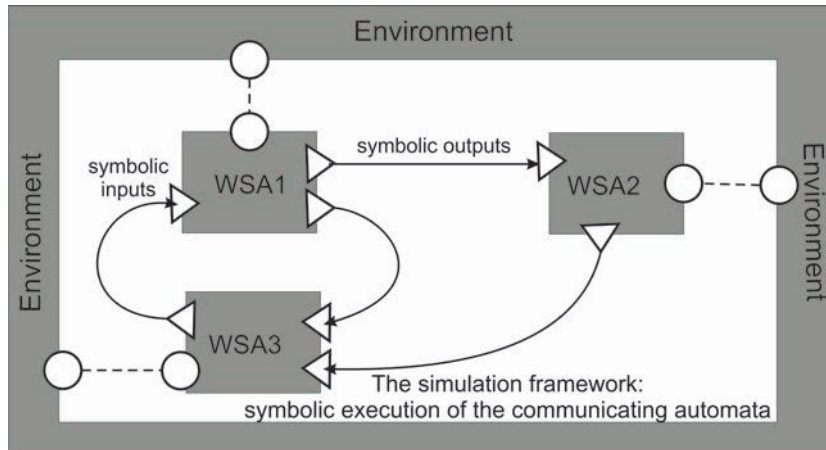 Environment
Environment
Environment
symbolic
inputs
WSA1
symbolic outputs
WSA2
WSA3
The simulation framework:
symbolic execution of the communicating automata